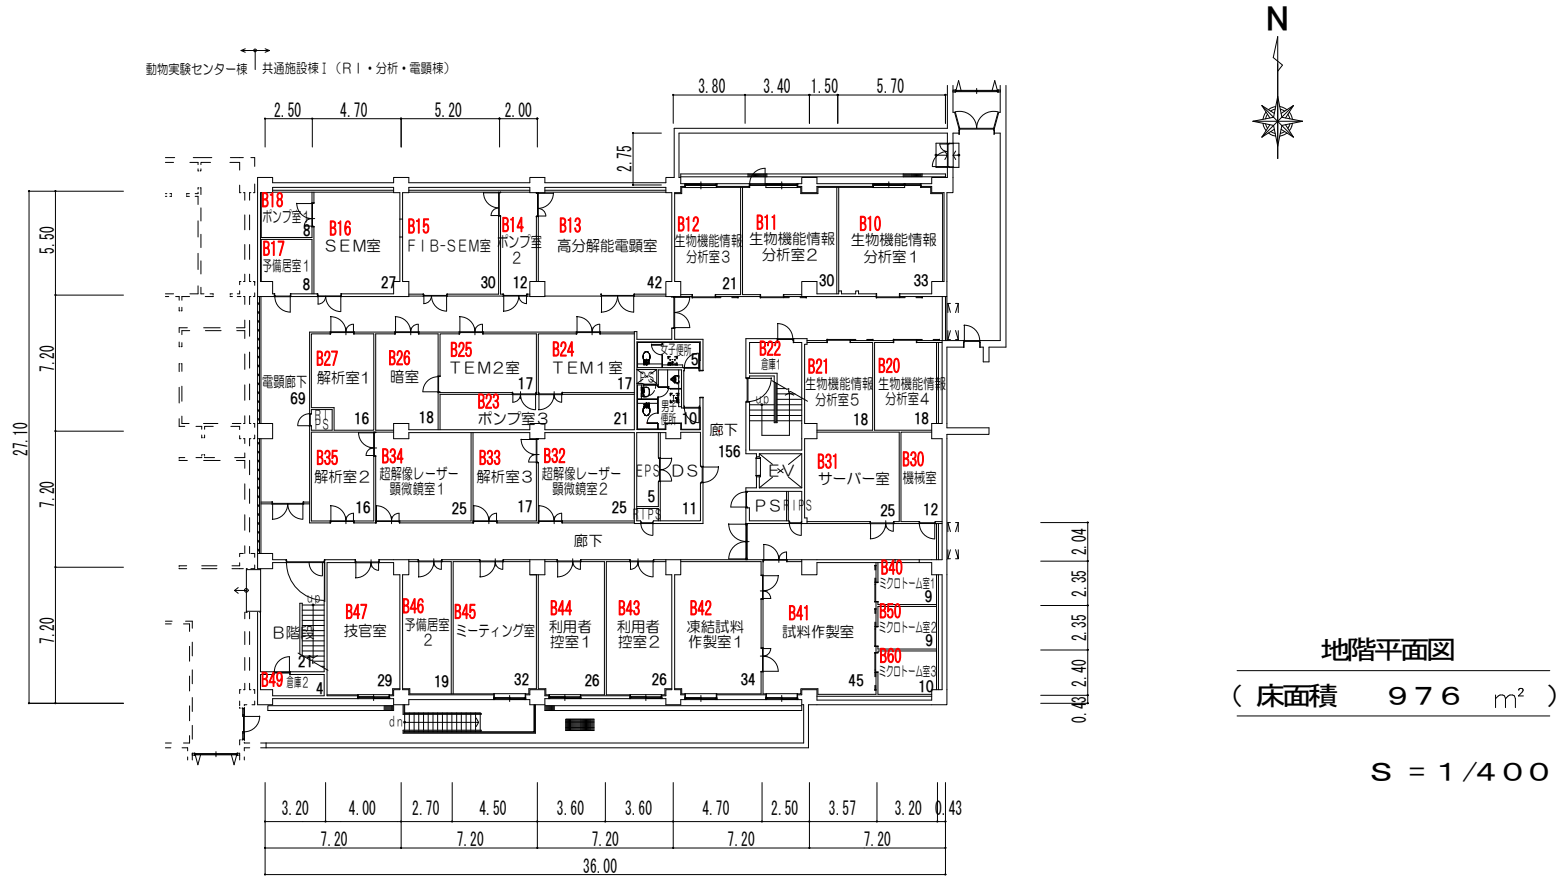 N
動物実験センター棟 共通施設棟Ⅰ（ＲＩ・分析・電顕棟）
2.50 4.70 5.20 2.00
3.80 3.40 1.50 5.70
2.75
5.50
7.20
7.20
7.20
27.10
B18
ポンプ室1
8
B17
予備居室1
8
B16
ＳＥＭ室
27
B15
ＦＩＢ-ＳＥＭ室
30
B14
ポンプ室
2
12
B13
高分解能電顕室
42
B12
生物機能情報
分析室3
21
B11
生物機能情報
分析室2
30
B10
生物機能情報
分析室1
33
電顕廊下
69
B27
解析室1
16
PS
B26
暗室
18
B25
ＴＥＭ2室
17
B24
ＴＥＭ1室
17
B23
ポンプ室3
21
女子便所
5
PS
男子
便所
10
廊下
156
B22
倉庫1
up
B21
生物機能情報
分析室5
18
B20
生物機能情報
分析室4
18
B35
解析室2
16
B34
超解像レーザー
顕微鏡室1
25
B33
解析室3
17
B32
超解像レーザー
顕微鏡室2
25
EPS
5
PIPS
DS
11
EV
PS
PIPS
B31
サーバー室
25
B30
機械室
12
廊下
up
B階段
21
B49
倉庫2
4
B47
技官室
29
B46
予備居室
2
19
B45
ミーティング室
32
B44
利用者
控室1
26
B43
利用者
控室2
26
B42
凍結試料
作製室1
34
B41
試料作製室
45
B40
ミクロトーム室1
9
B50
ミクロトーム室2
9
B60
ミクロトーム室3
10
dn
2.04
2.35
2.35
2.40
0.43
3.20 4.00 2.70 4.50 3.60 3.60 4.70 2.50 3.57 3.20 0.43
7.20 7.20 7.20 7.20 7.20
36.00
地階平面図
（ 床面積 976 ㎡ ）
Ｓ ＝ 1/400